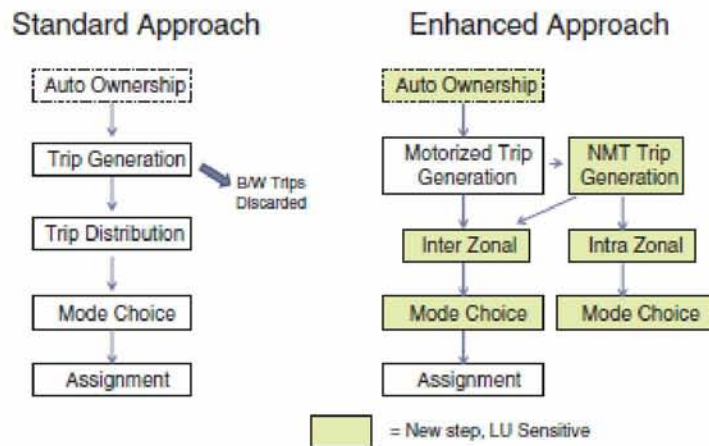 Standard Approach
Auto Ownership
Trip Generation
B/W Trips
Discarded
Trip Distribution
Mode Choice
Assignment
Enhanced Approach
Auto Ownership
Motorized Trip
Generation
NMT Trip
Generation
Inter Zonal
Intra Zonal
Mode Choice
Mode Choice
Assignment
= New step, LU Sensitive